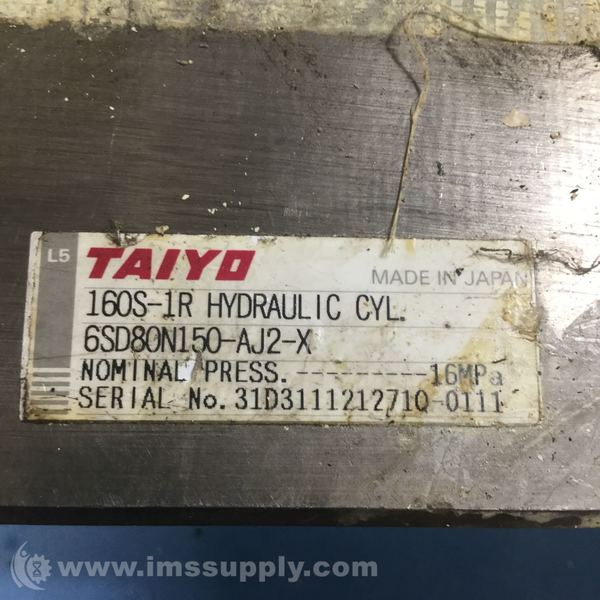 L5 TAIYO
MADE IN JAPAN
160S-1R HYDRAULIC CYL.
6SD80N150-AJ2-X
NOMINAL PRESS. ---------16MPa
SERIAL No.31D311121271Q-0111
www.imssupply.com